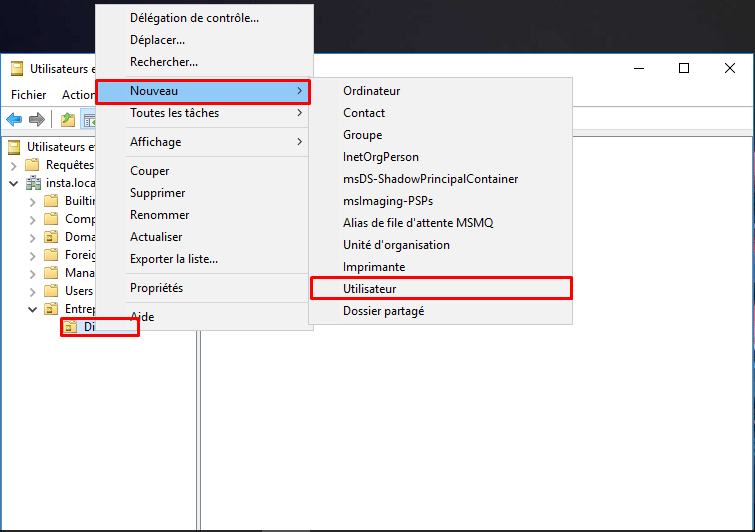 Délégation de contrôle...
Déplacer...
Rechercher...
Nouveau
Toutes les tâches
Affichage
Couper
Supprimer
Renommer
Actualiser
Exporter la liste...
Propriétés
Aide
Ordinateur
Contact
Groupe
InetOrgPerson
msDS-ShadowPrincipalContainer
msImaging-PSPs
Alias de file d'attente MSMQ
Unité d'organisation
Imprimante
Utilisateur
Dossier partagé
Utilisateurs e
Fichier Action
Utilisateurs e
Requêtes
insta.loca
Builtin
Comp
Doma
Foreig
Mana
Users
Entrep
Di